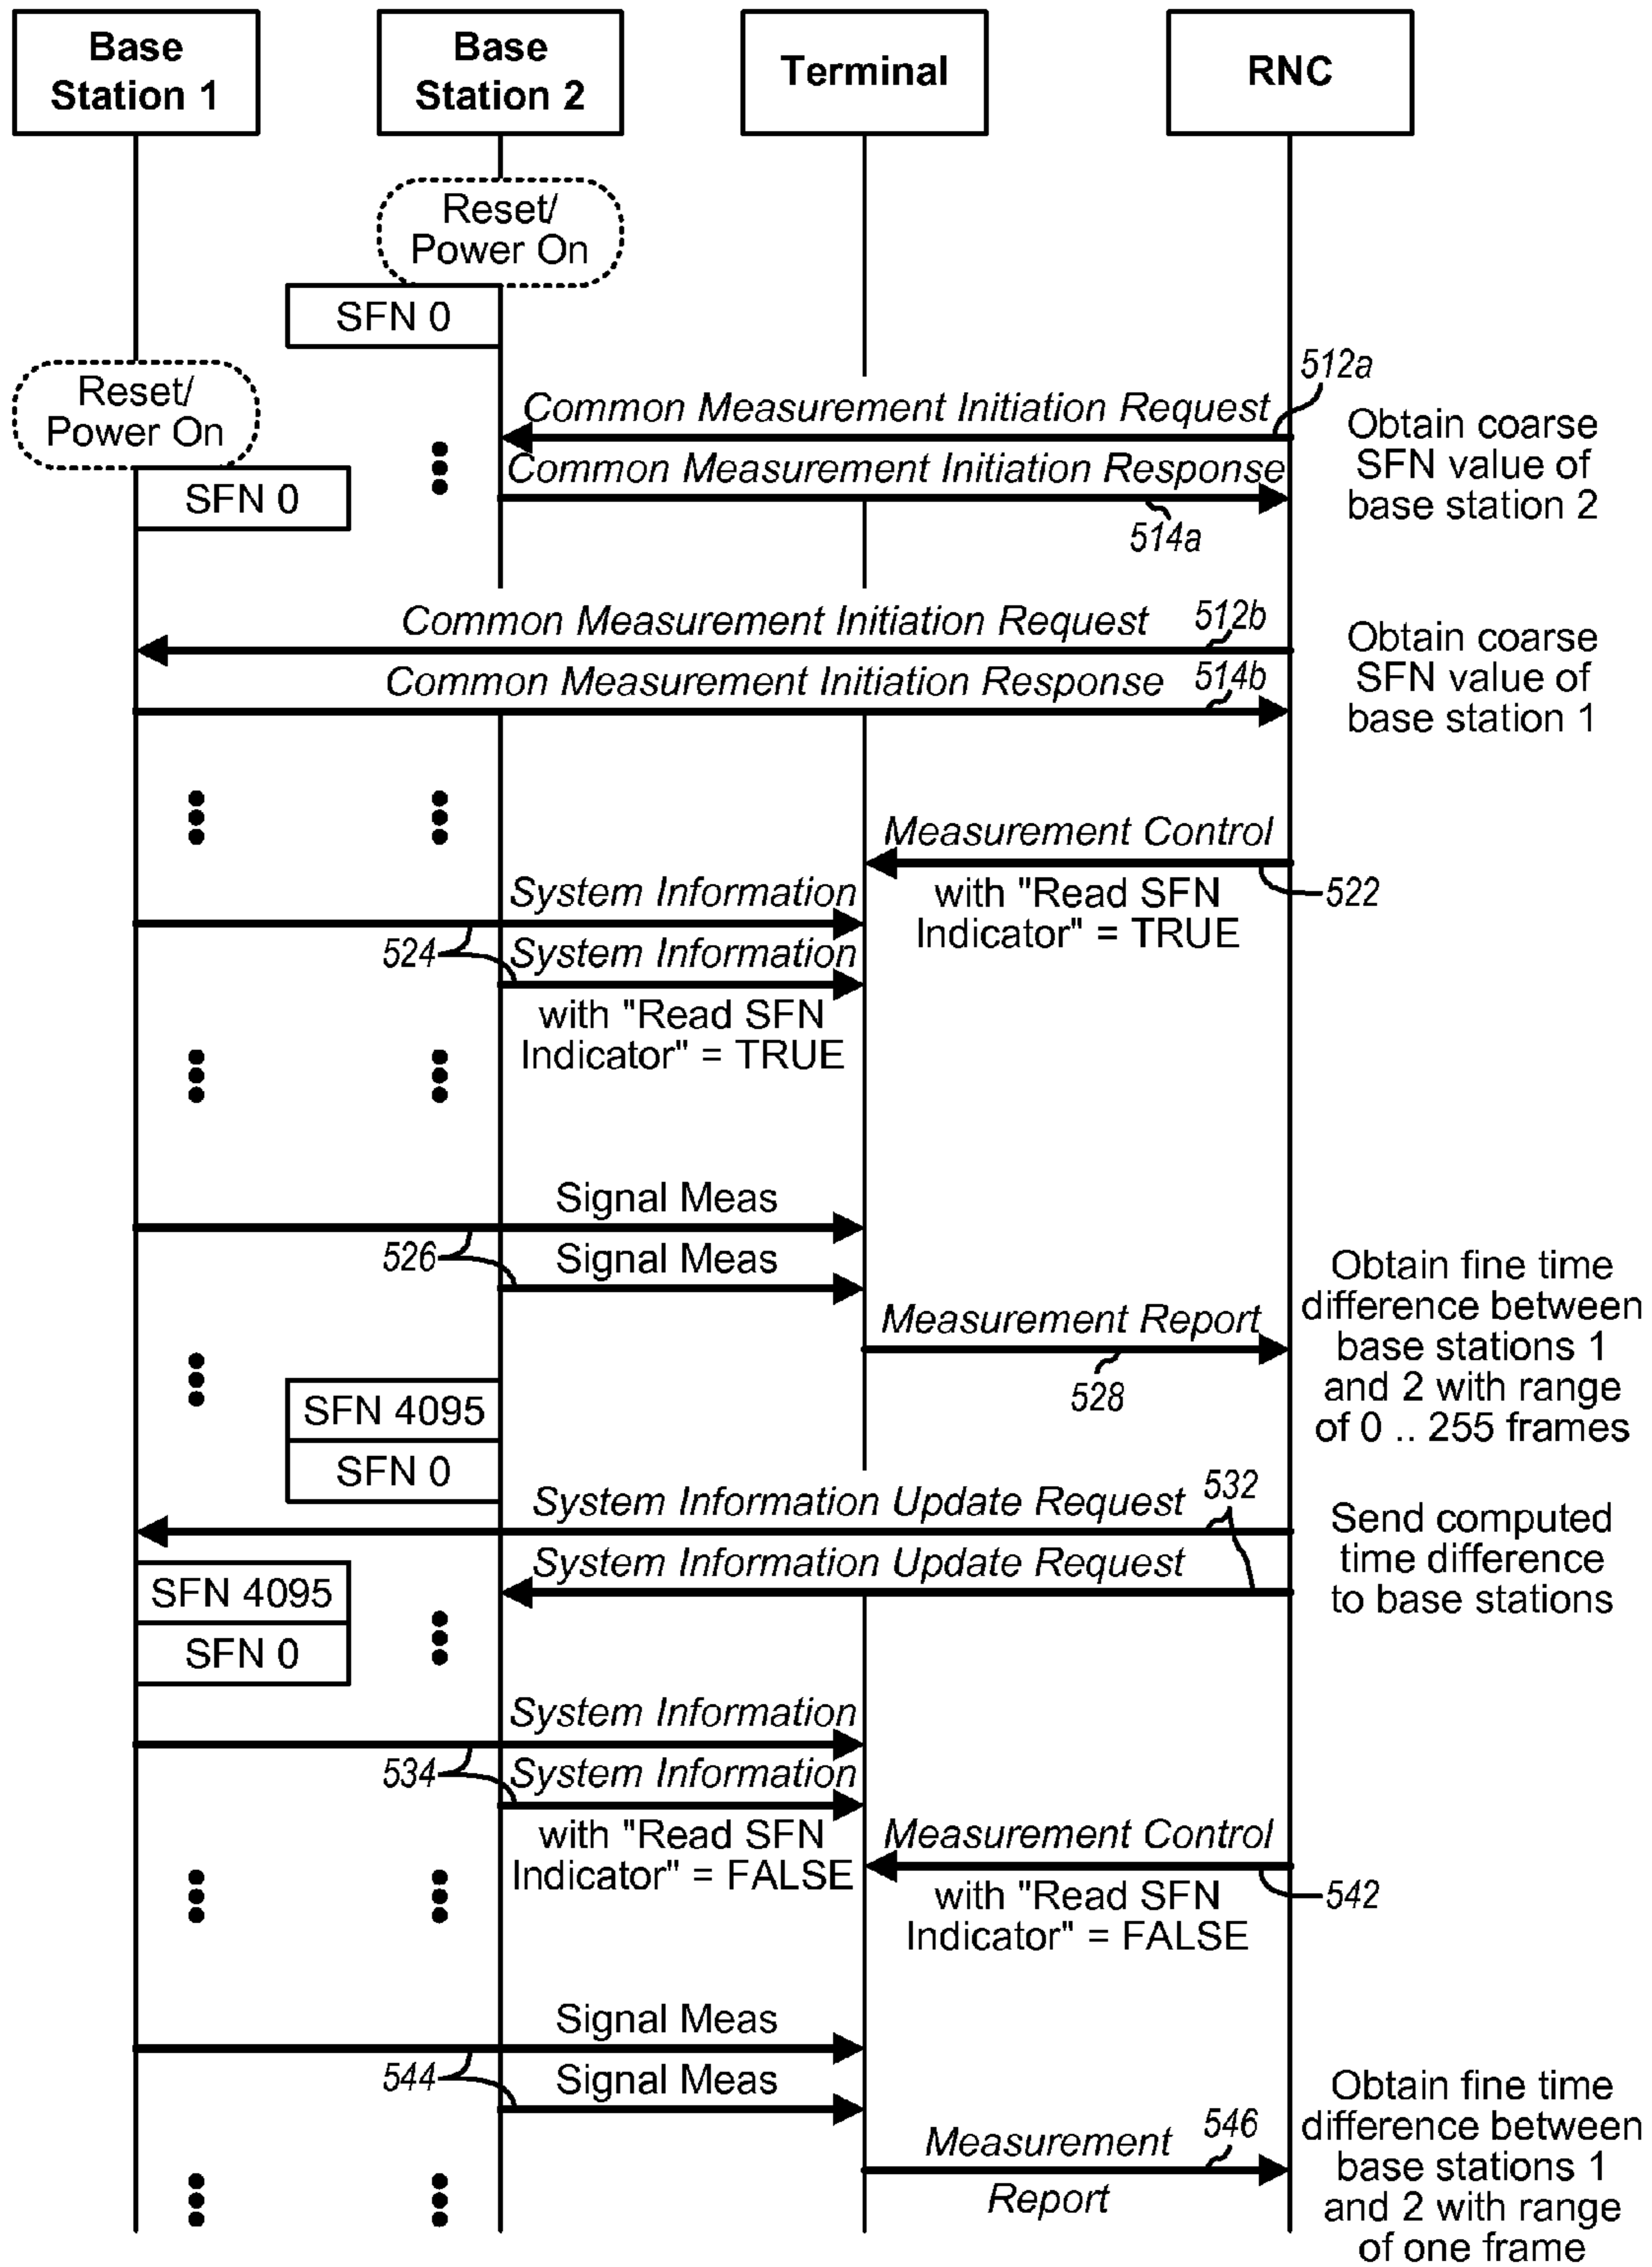 Base
Station 1
Base
Station 2
Terminal
RNC
Reset/
Power On
SFN 0
Reset/
Power On
SFN 0
512a
Common Measurement Initiation Request
Common Measurement Initiation Response
514a
Obtain coarse
SFN value of
base station 2
Common Measurement Initiation Request
512b
Common Measurement Initiation Response
514b
Obtain coarse
SFN value of
base station 1
Measurement Control
with "Read SFN
Indicator" = TRUE
522
System Information
524
System Information
with "Read SFN
Indicator" = TRUE
Signal Meas
526
Signal Meas
Measurement Report
528
Obtain fine time
difference between
base stations 1
and 2 with range
of 0 .. 255 frames
SFN 4095
SFN 0
System Information Update Request
532
System Information Update Request
Send computed
time difference
to base stations
SFN 4095
SFN 0
System Information
534
System Information
with "Read SFN
Indicator" = FALSE
Measurement Control
with "Read SFN
Indicator" = FALSE
542
Signal Meas
544
Signal Meas
Measurement
Report
546
Obtain fine time
difference between
base stations 1
and 2 with range
of one frame